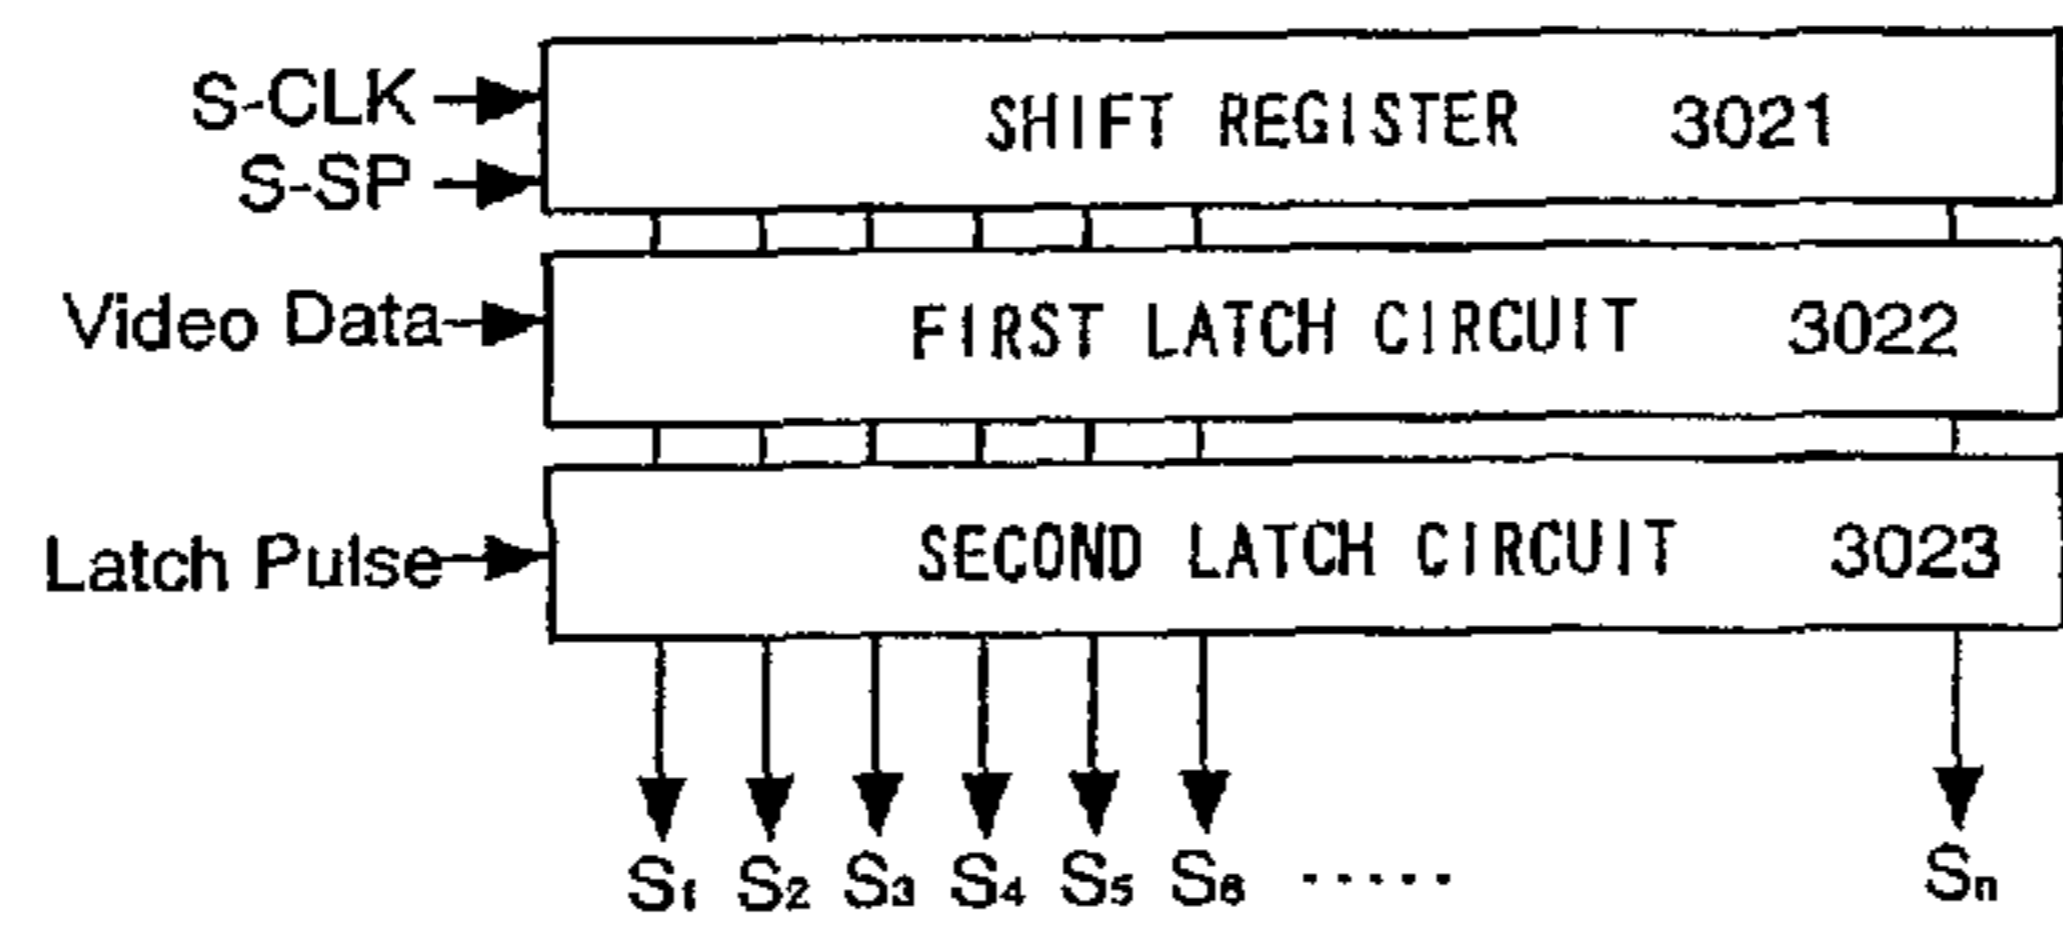 S-CLK
S-SP
SHIFT REGISTER 3021
Video Data
FIRST LATCH CIRCUIT 3022
Latch Pulse
SECOND LATCH CIRCUIT 3023
S1 S2 S3 S4 S5 S6 ..... Sn